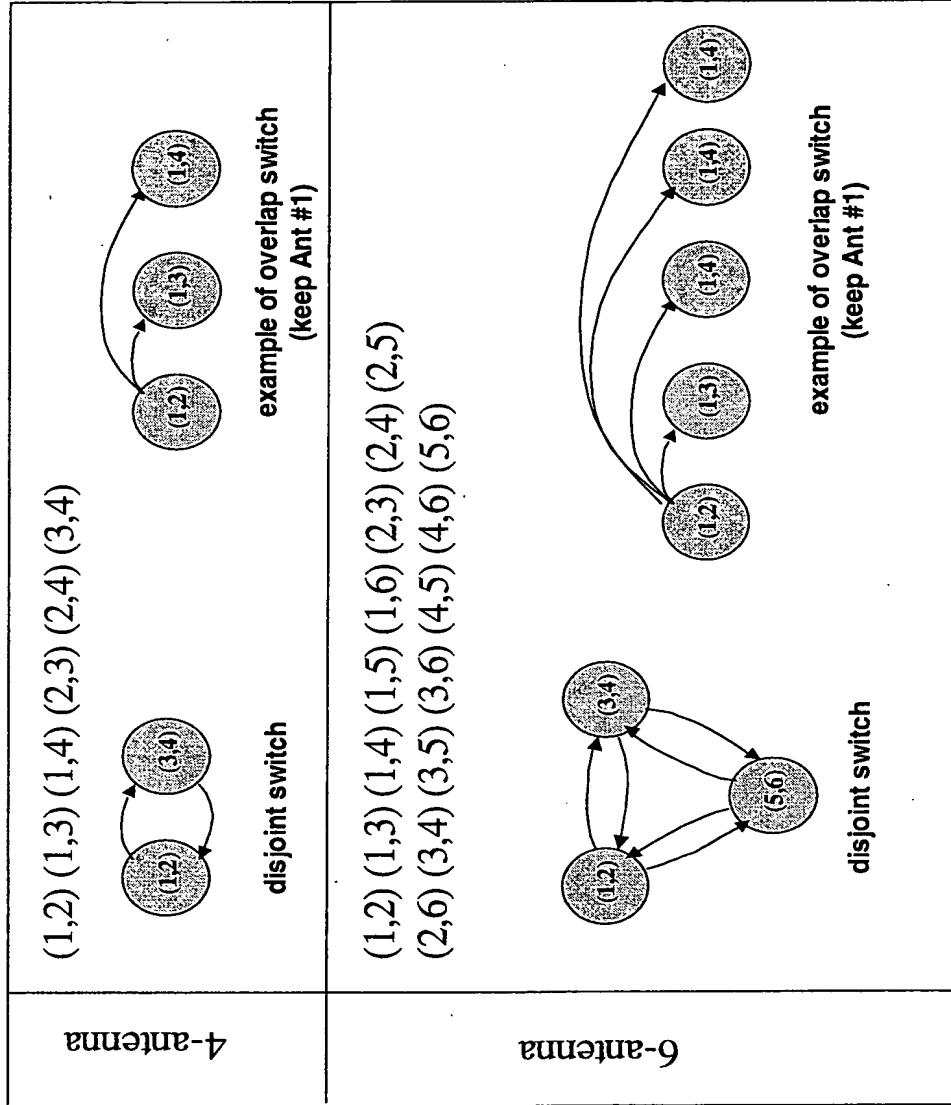 4-antenna
(1,2) (1,3) (1,4) (2,3) (2,4) (3,4)
(1,2)
(3,4)
disjoint switch
(1,2)
(1,3)
(1,4)
example of overlap switch
(keep Ant #1)
6-antenna
(1,2) (1,3) (1,4) (1,5) (1,6) (2,3) (2,4) (2,5)
(2,6) (3,4) (3,5) (3,6) (4,5) (4,6) (5,6)
(1,2)
(3,4)
(5,6)
disjoint switch
(1,2)
(1,3)
(1,4)
(1,4)
(1,4)
example of overlap switch
(keep Ant #1)